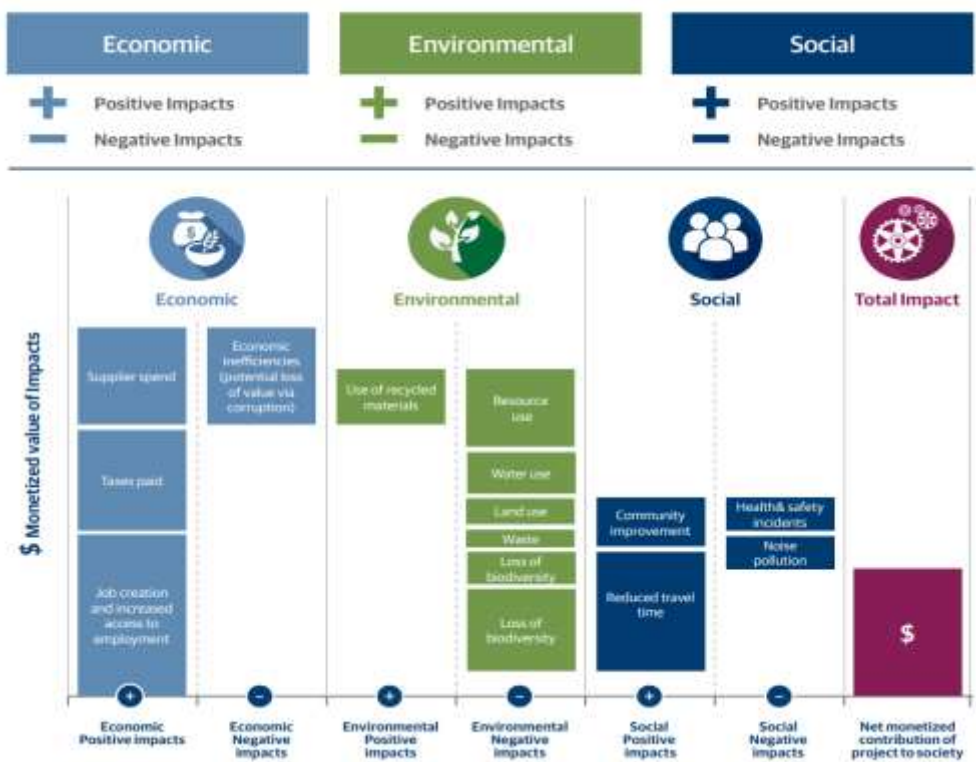 Economic
Environmental
Social
Positive Impacts
Negative Impacts
Positive Impacts
Negative Impacts
Positive Impacts
Negative Impacts
$ Monetized value of Impacts
$
Economic
Environmental
Social
Total Impact
Supplier spend
Taxes paid
Job creation
and increased
access to
employment
Economic
inefficiencies
(potential loss
of value via
corruption)
Use of recycled
materials
Resource
use
Water use
Land use
Waste
Loss of
biodiversity
Loss of
biodiversity
Community
improvement
Reduced travel
time
Health& safety
incidents
Noise
pollution
$
Economic
Positive impacts
Economic
Negative
Impacts
Environmental
Positive
Impacts
Environmental
Negative
impacts
Social
Positive
Impacts
Social
Negative
impacts
Net monetized
contribution of
project to society